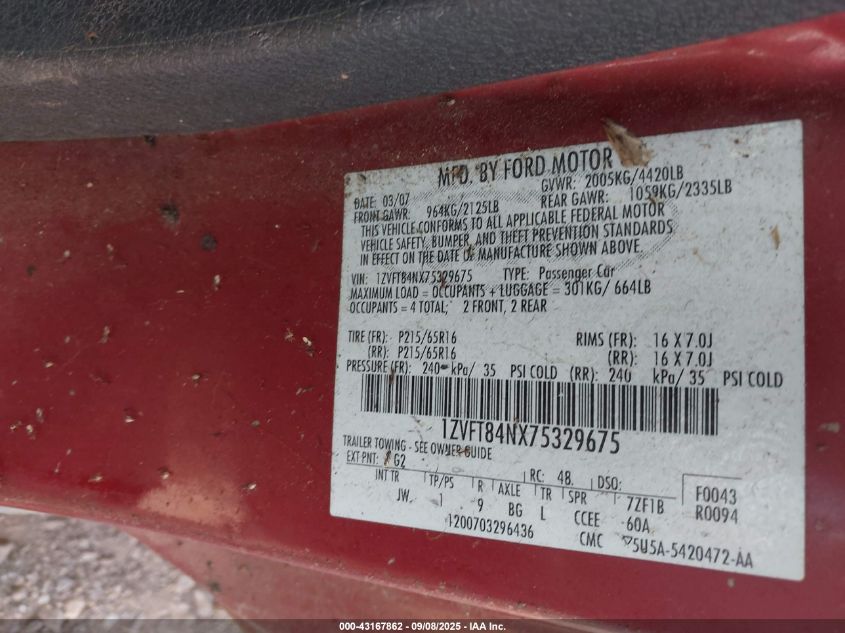 MFD. BY FORD MOTOR
DATE: 03/07 GVWR: 2005KG/4420LB
FRONT GAWR: 964KG/2125LB REAR GAWR: 1059KG/2335LB
THIS VEHICLE CONFORMS TO ALL APPLICABLE FEDERAL MOTOR
VEHICLE SAFETY, BUMPER, AND THEFT PREVENTION STANDARDS
IN EFFECT ON THE DATE OF MANUFACTURE SHOWN ABOVE.
VIN: 1ZVFT84NX75329675 TYPE: Passenger Car
MAXIMUM LOAD = OCCUPANTS + LUGGAGE = 301KG/ 664LB
OCCUPANTS = 4 TOTAL; 2 FRONT, 2 REAR
TIRE (FR): P215/65R16 RIMS (FR): 16 X 7.0J
(RR): P215/65R16 (RR): 16 X 7.0J
PRESSURE (FR): 240 kPa/ 35 PSI COLD (RR): 240 kPa/ 35 PSI COLD
1ZVFT84NX75329675
TRAILER TOWING - SEE OWNER GUIDE
EXT PNT: G2 RC: 48 DSO: F0043
INT TR TP/PS R AXLE TR SPR 7ZF1B R0094
JW 1 9 BG L CCEE 60A
1200703296436 CMC 5U5A-5420472-AA
000-43167862 - 09/08/2025 - IAA Inc.